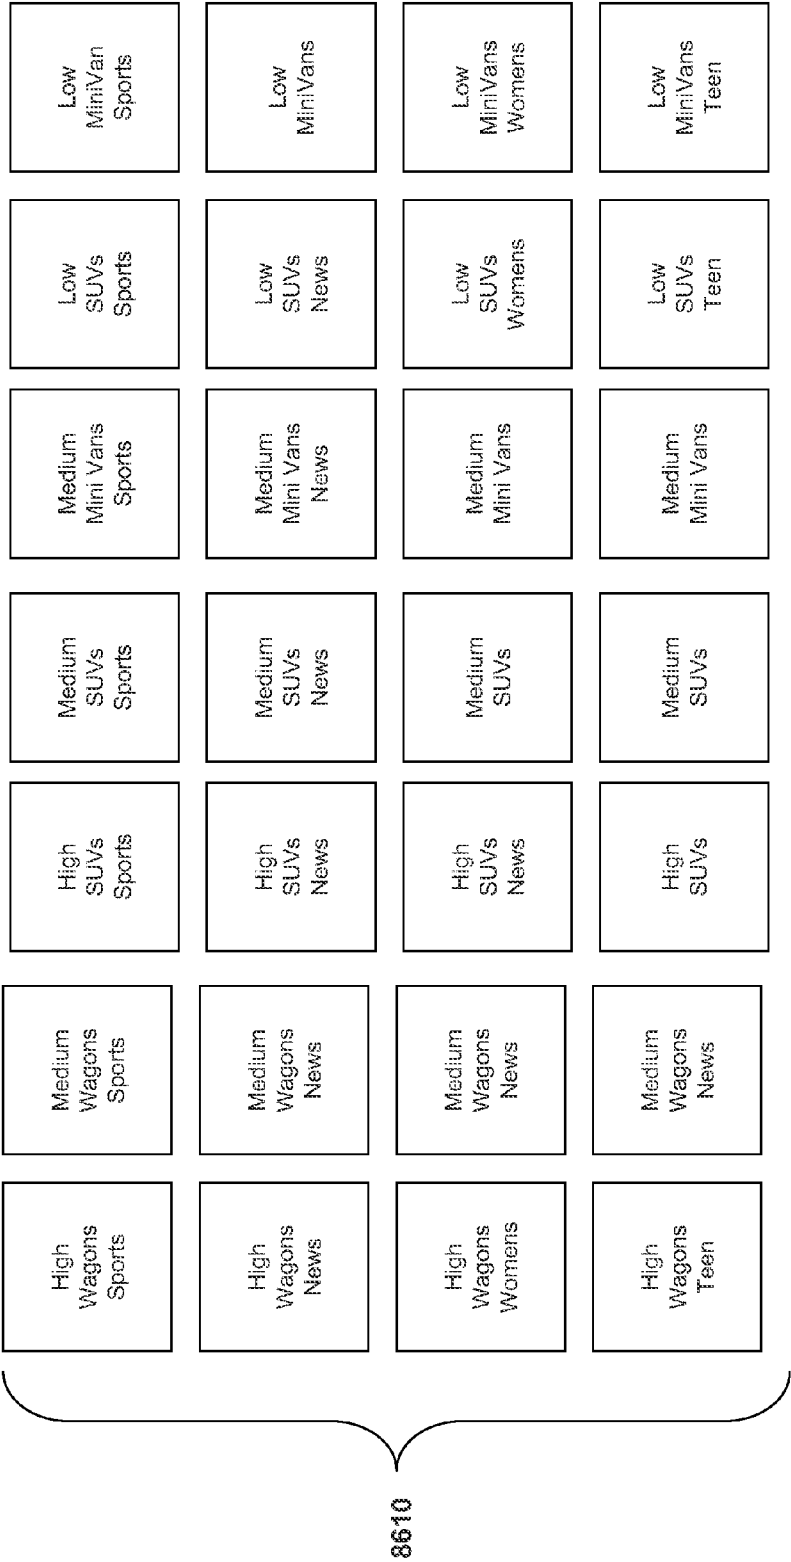 8610
High
Wagons
Sports
Medium
Wagons
Sports
High
SUVs
Sports
Medium
SUVs
Sports
Medium
Mini Vans
Sports
Low
SUVs
Sports
Low
MiniVan
Sports
High
Wagons
News
Medium
Wagons
News
High
SUVs
News
Medium
SUVs
News
Medium
Mini Vans
News
Low
SUVs
News
Low
MiniVans
High
Wagons
Womens
Medium
Wagons
News
High
SUVs
News
Medium
SUVs
Medium
Mini Vans
Low
SUVs
Womens
Low
MiniVans
Womens
High
Wagons
Teen
Medium
Wagons
News
High
SUVs
Medium
SUVs
Medium
Mini Vans
Low
SUVs
Teen
Low
MiniVans
Teen